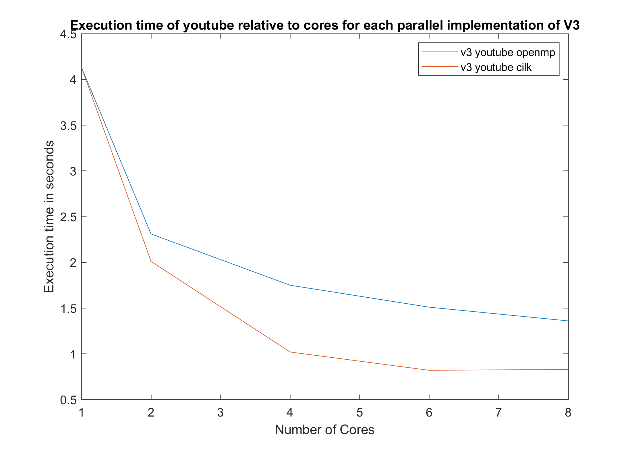 Execution time of youtube relative to cores for each parallel implementation of V3
4.5
4
3.5
3
2.5
2
1.5
1
0.5
Execution time in seconds
v3 youtube openmp
v3 youtube cilk
1 2 3 4 5 6 7 8
Number of Cores